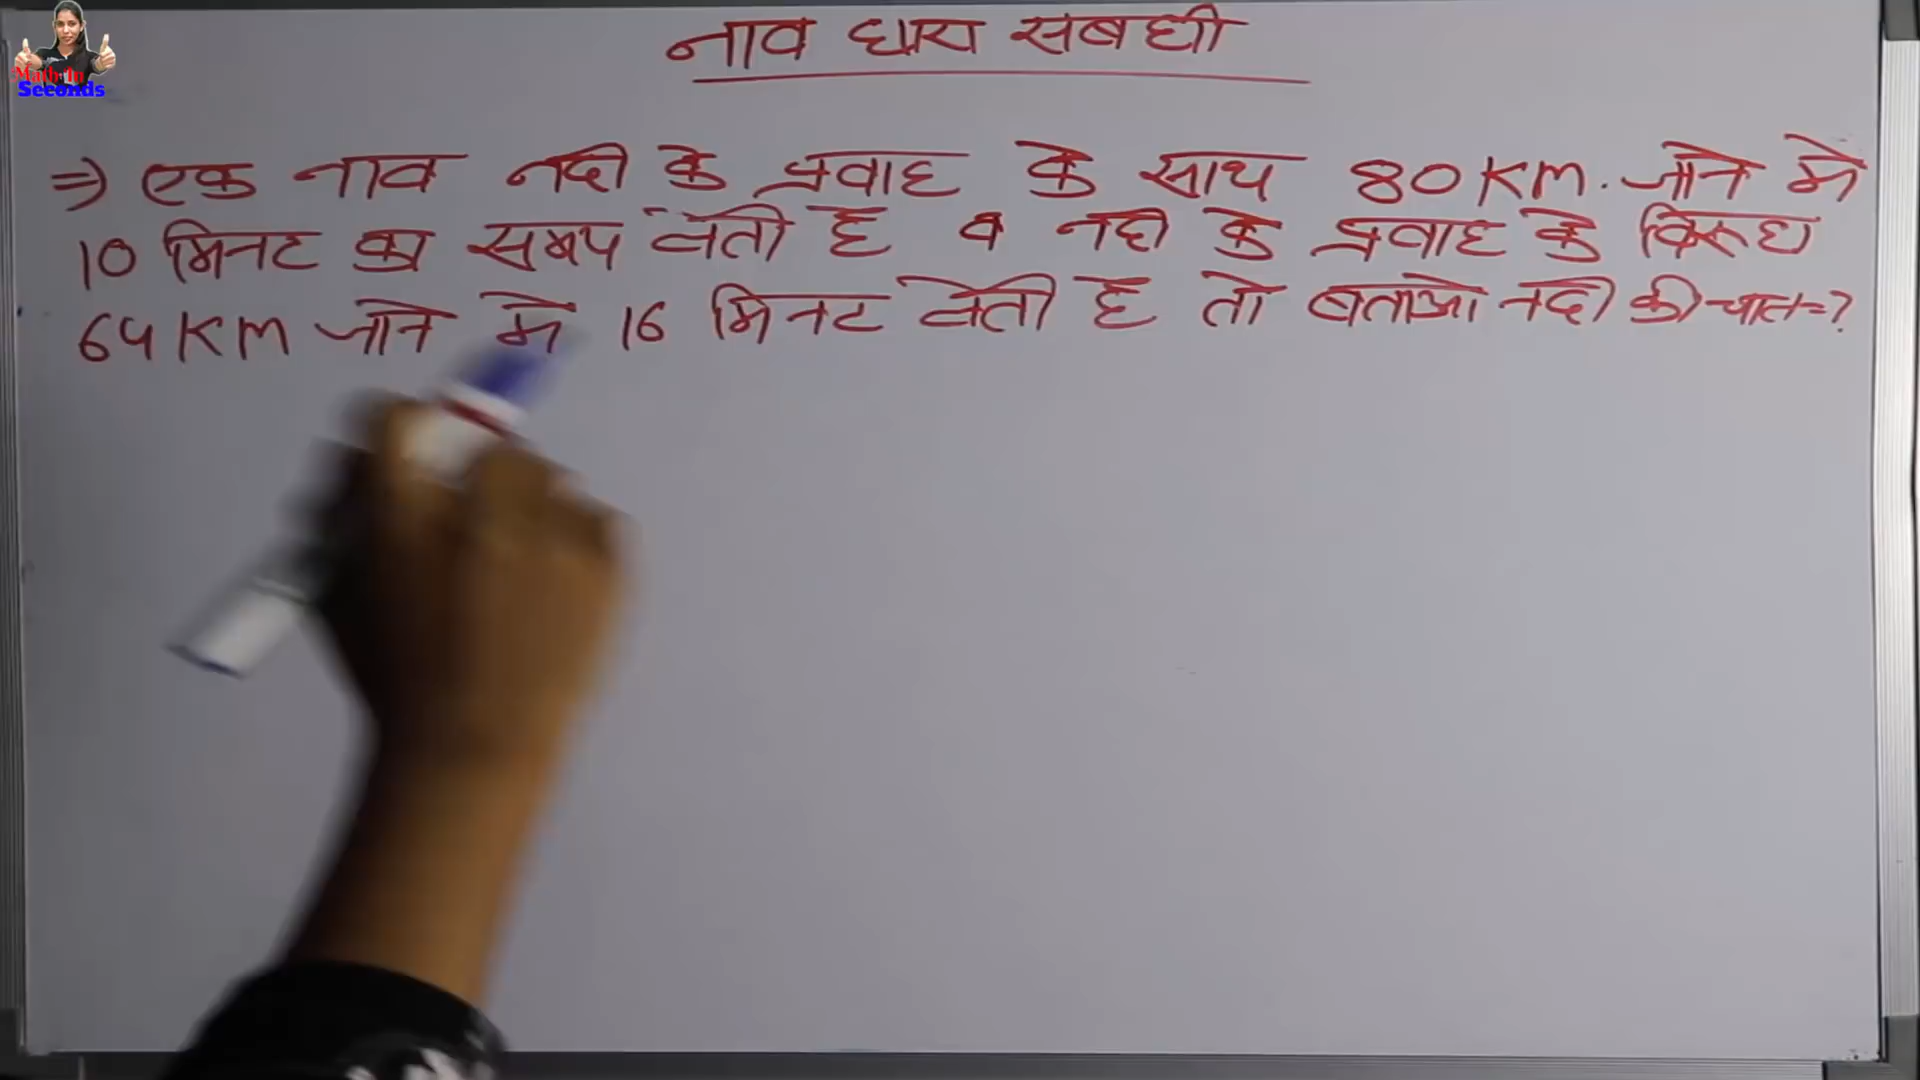 Math In
Seconds
नाव धारा सबधी
⇒ एक नाव नदी के प्रवाह के साथ 80 KM. जाने मे
10 मिनट का समय लेती है व नदी के प्रवाह के विरूध
64 KM जाने मे 16 मिनट लेती है तो बताओ नदी की चाल=?